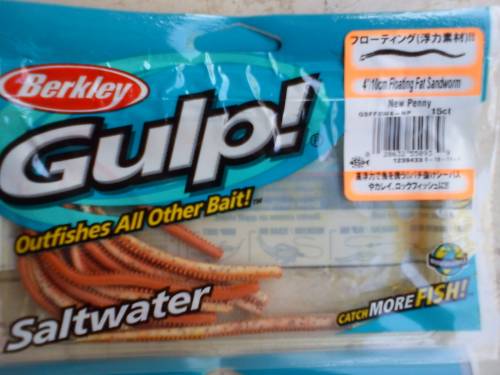 Berkley
Gulp!
®
Outfishes All Other Bait!™
Saltwater
CATCH MORE FISH!
フローティング(浮力素材)!!
4"10cm Floating Fat Sandworm
New Penny
15ct